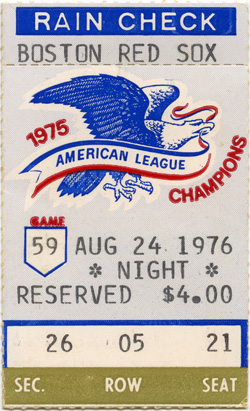 RAIN CHECK
BOSTON RED SOX
1975
AMERICAN LEAGUE
CHAMPIONS
GAME
59 AUG 24 1976
* NIGHT *
RESERVED $4.00
26 05 21
SEC. ROW SEAT